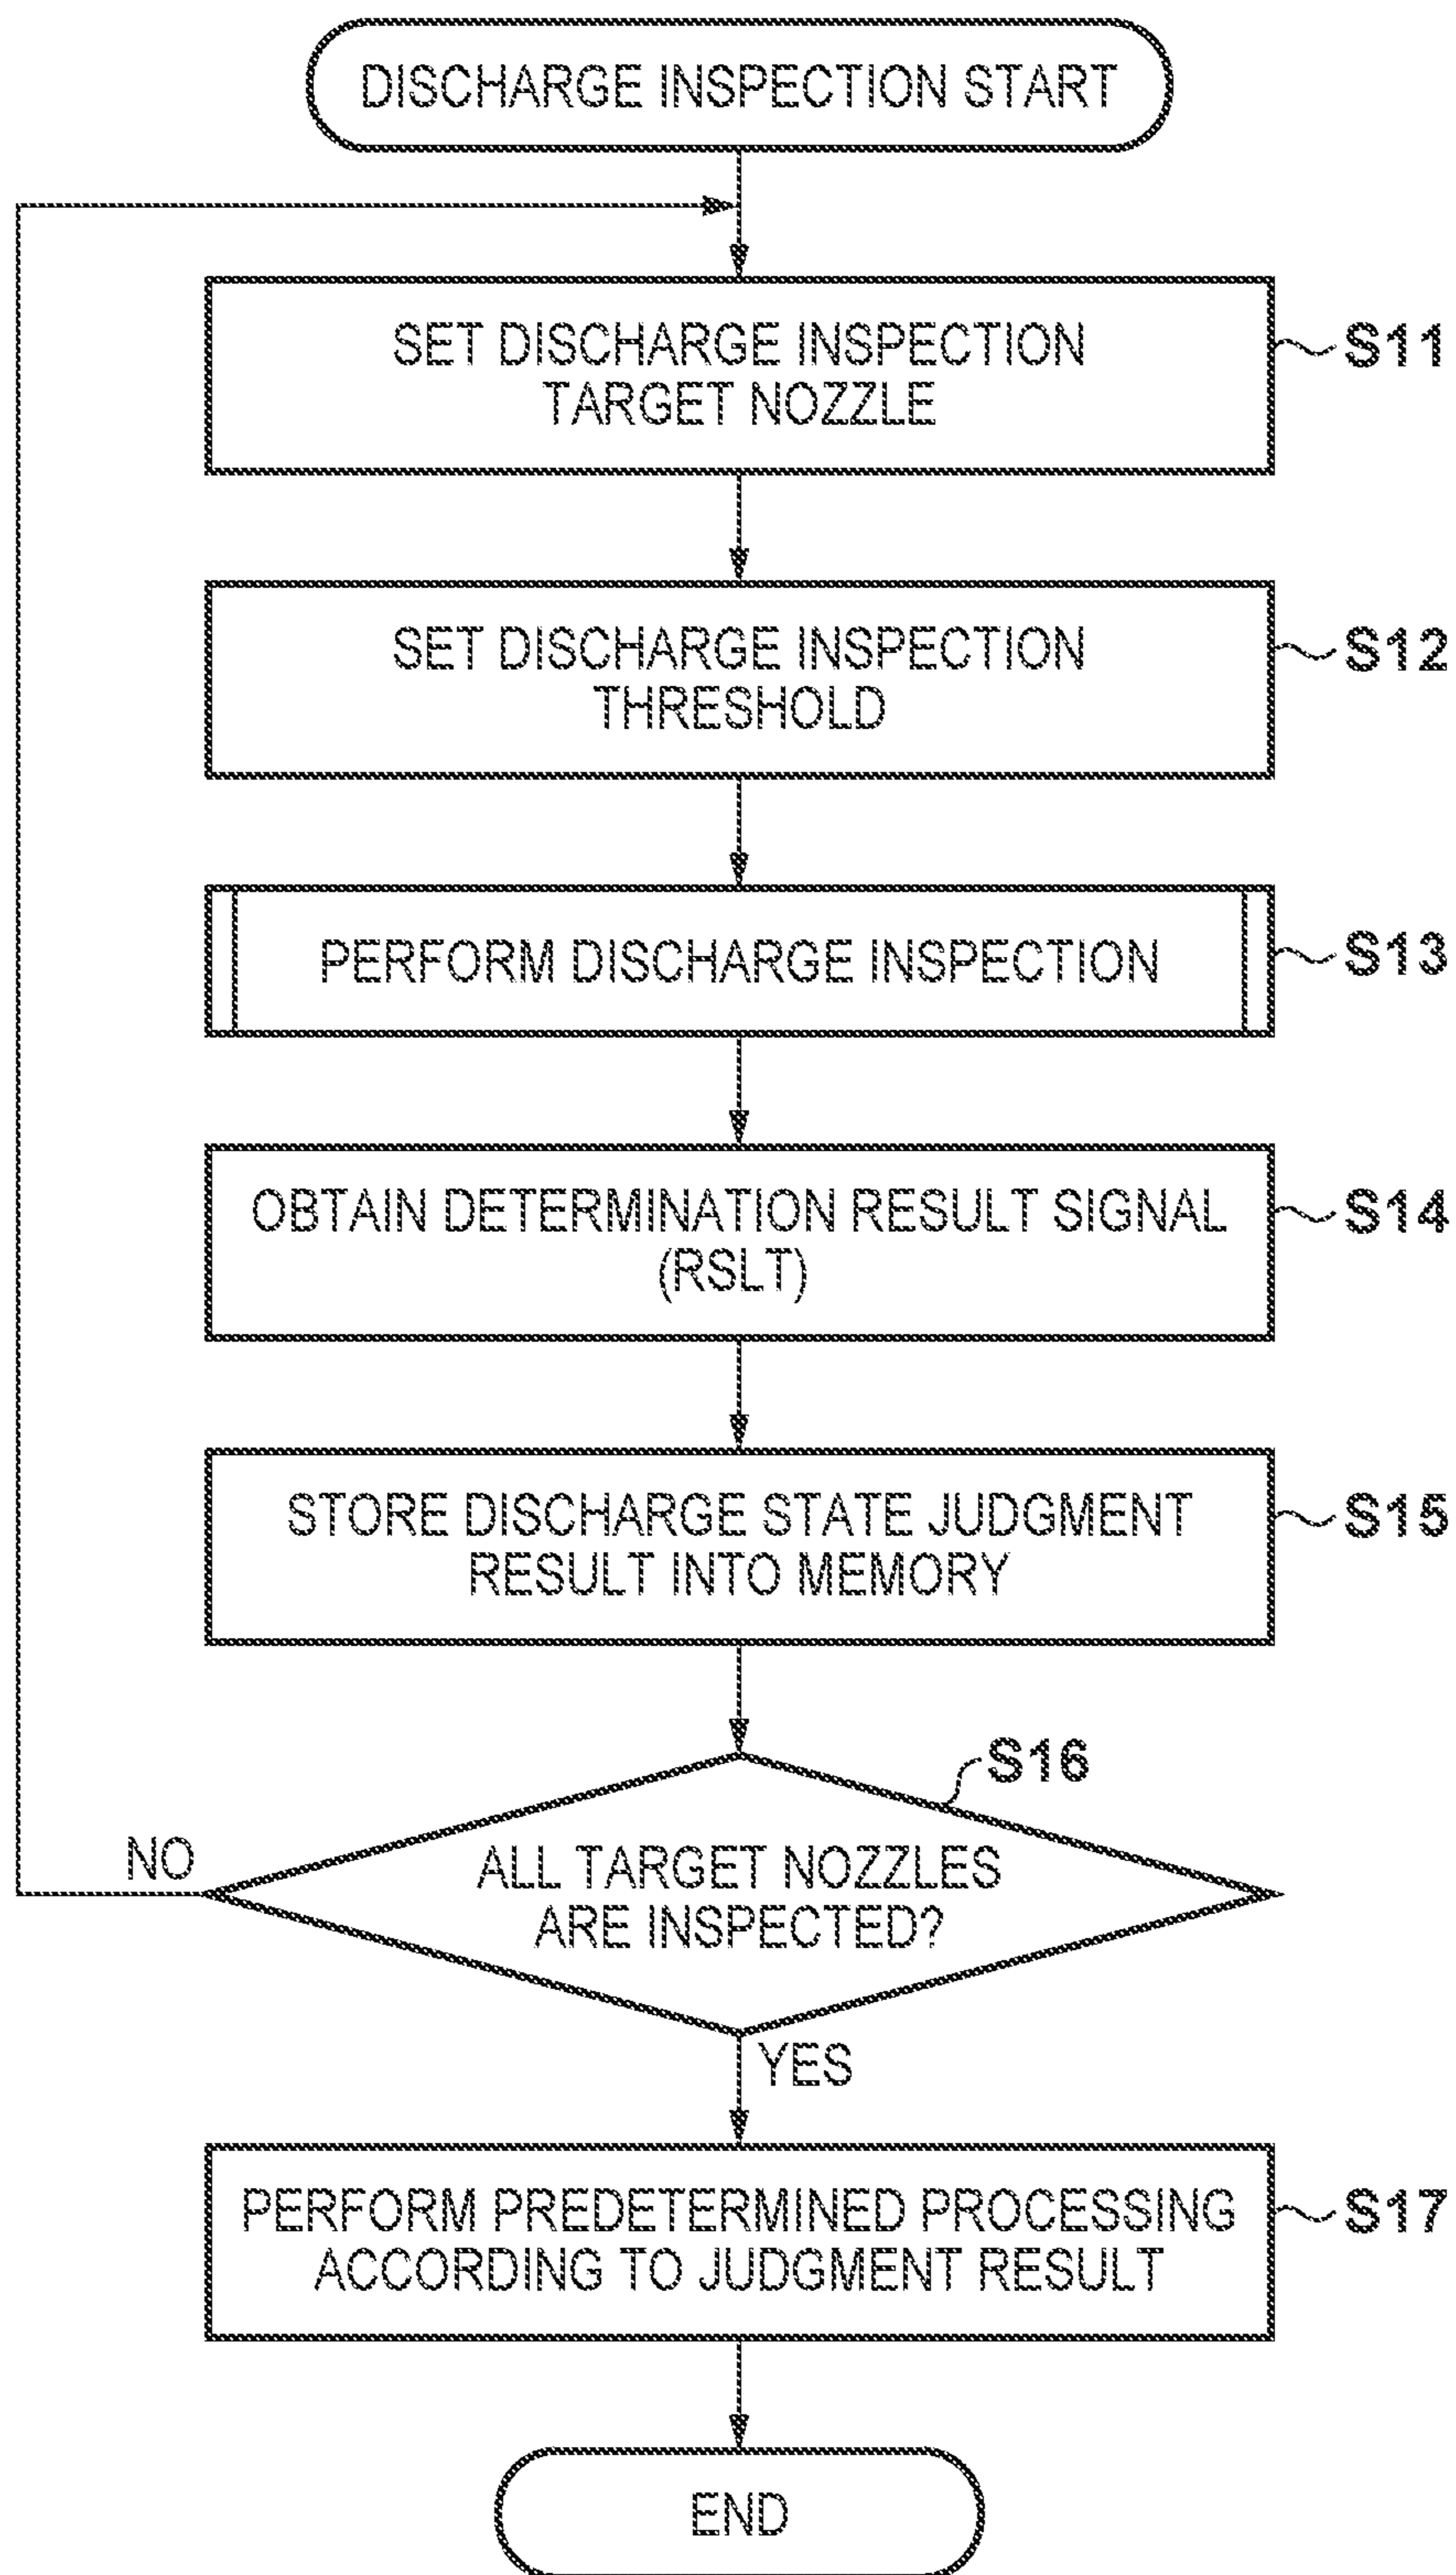 DISCHARGE INSPECTION START
SET DISCHARGE INSPECTION
TARGET NOZZLE
S11
SET DISCHARGE INSPECTION
THRESHOLD
S12
PERFORM DISCHARGE INSPECTION
S13
OBTAIN DETERMINATION RESULT SIGNAL
(RSLT)
S14
STORE DISCHARGE STATE JUDGMENT
RESULT INTO MEMORY
S15
S16
ALL TARGET NOZZLES
ARE INSPECTED?
NO
YES
PERFORM PREDETERMINED PROCESSING
ACCORDING TO JUDGMENT RESULT
S17
END